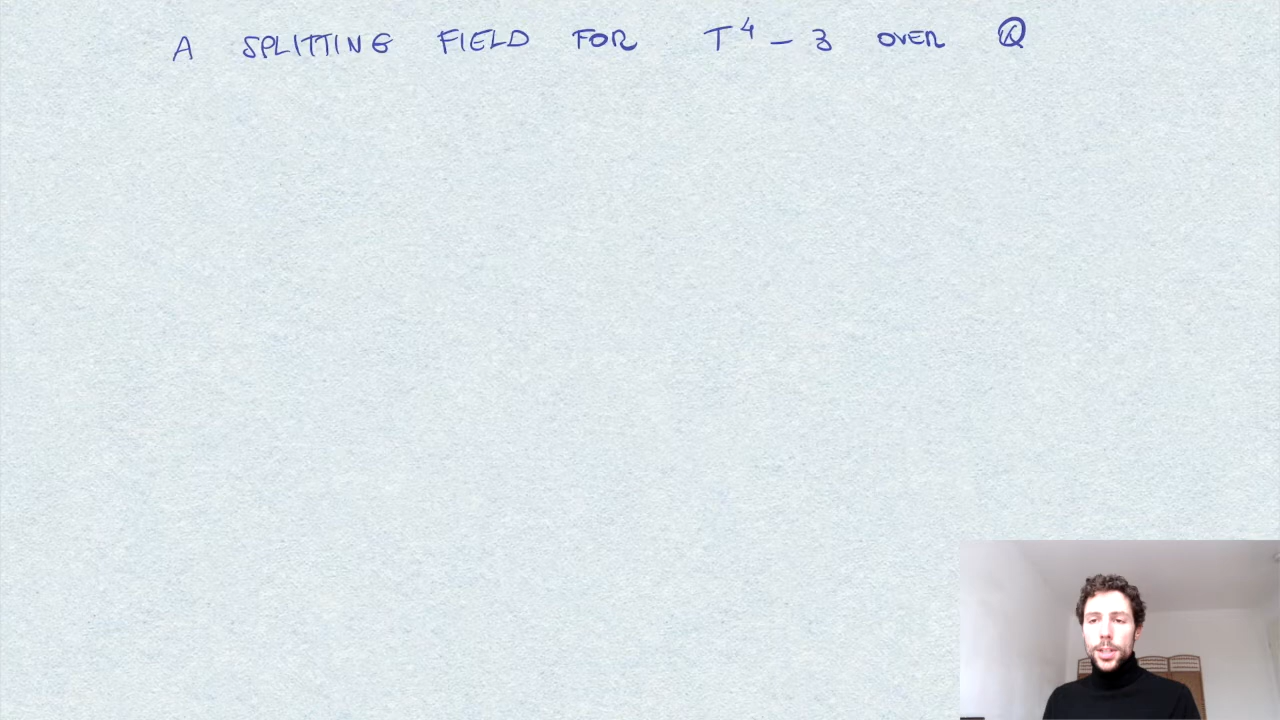 A SPLITTING FIELD FOR T⁴ - 3 OVER ℚ